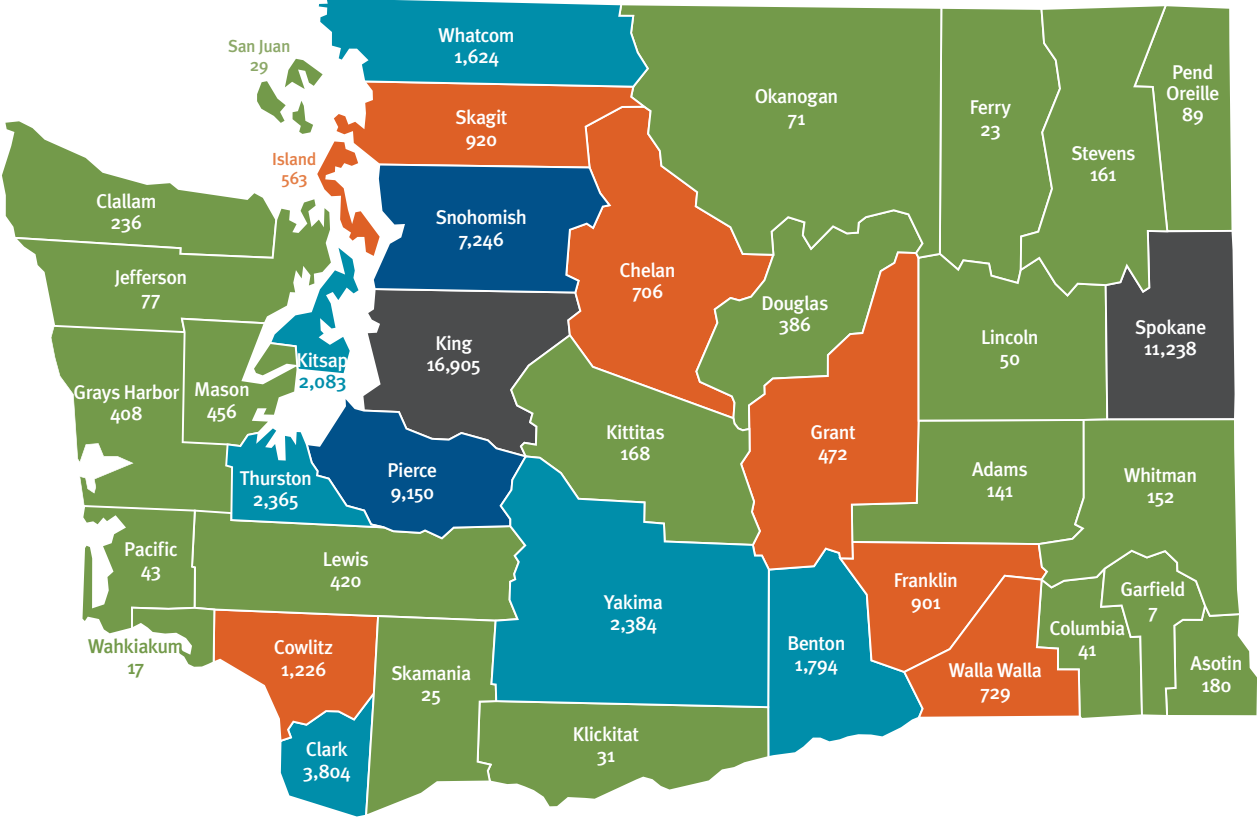 Whatcom
1,624
San Juan
29
Skagit
920
Island
563
Okanogan
71
Ferry
23
Stevens
161
Pend
Oreille
89
Clallam
236
Snohomish
7,246
Jefferson
77
Chelan
706
Douglas
386
Spokane
11,238
Lincoln
50
King
16,905
Kitsap
2,083
Grays Harbor
408
Mason
456
Kittitas
168
Grant
472
Pierce
9,150
Thurston
2,365
Adams
141
Whitman
152
Pacific
43
Lewis
420
Yakima
2,384
Franklin
901
Garfield
7
Columbia
41
Wahkiakum
17
Cowlitz
1,226
Benton
1,794
Walla Walla
729
Asotin
180
Skamania
25
Klickitat
31
Clark
3,804